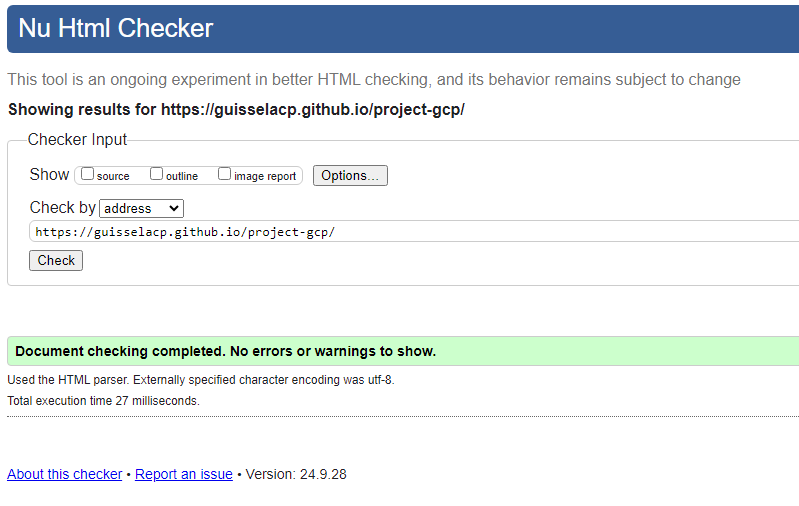 Nu Html Checker
This tool is an ongoing experiment in better HTML checking, and its behavior remains subject to change
Showing results for https://guisselacp.github.io/project-gcp/
Checker Input
Show source outline image report Options...
Check by address
https://guisselacp.github.io/project-gcp/
Check
Document checking completed. No errors or warnings to show.
Used the HTML parser. Externally specified character encoding was utf-8.
Total execution time 27 milliseconds.
About this checker • Report an issue • Version: 24.9.28